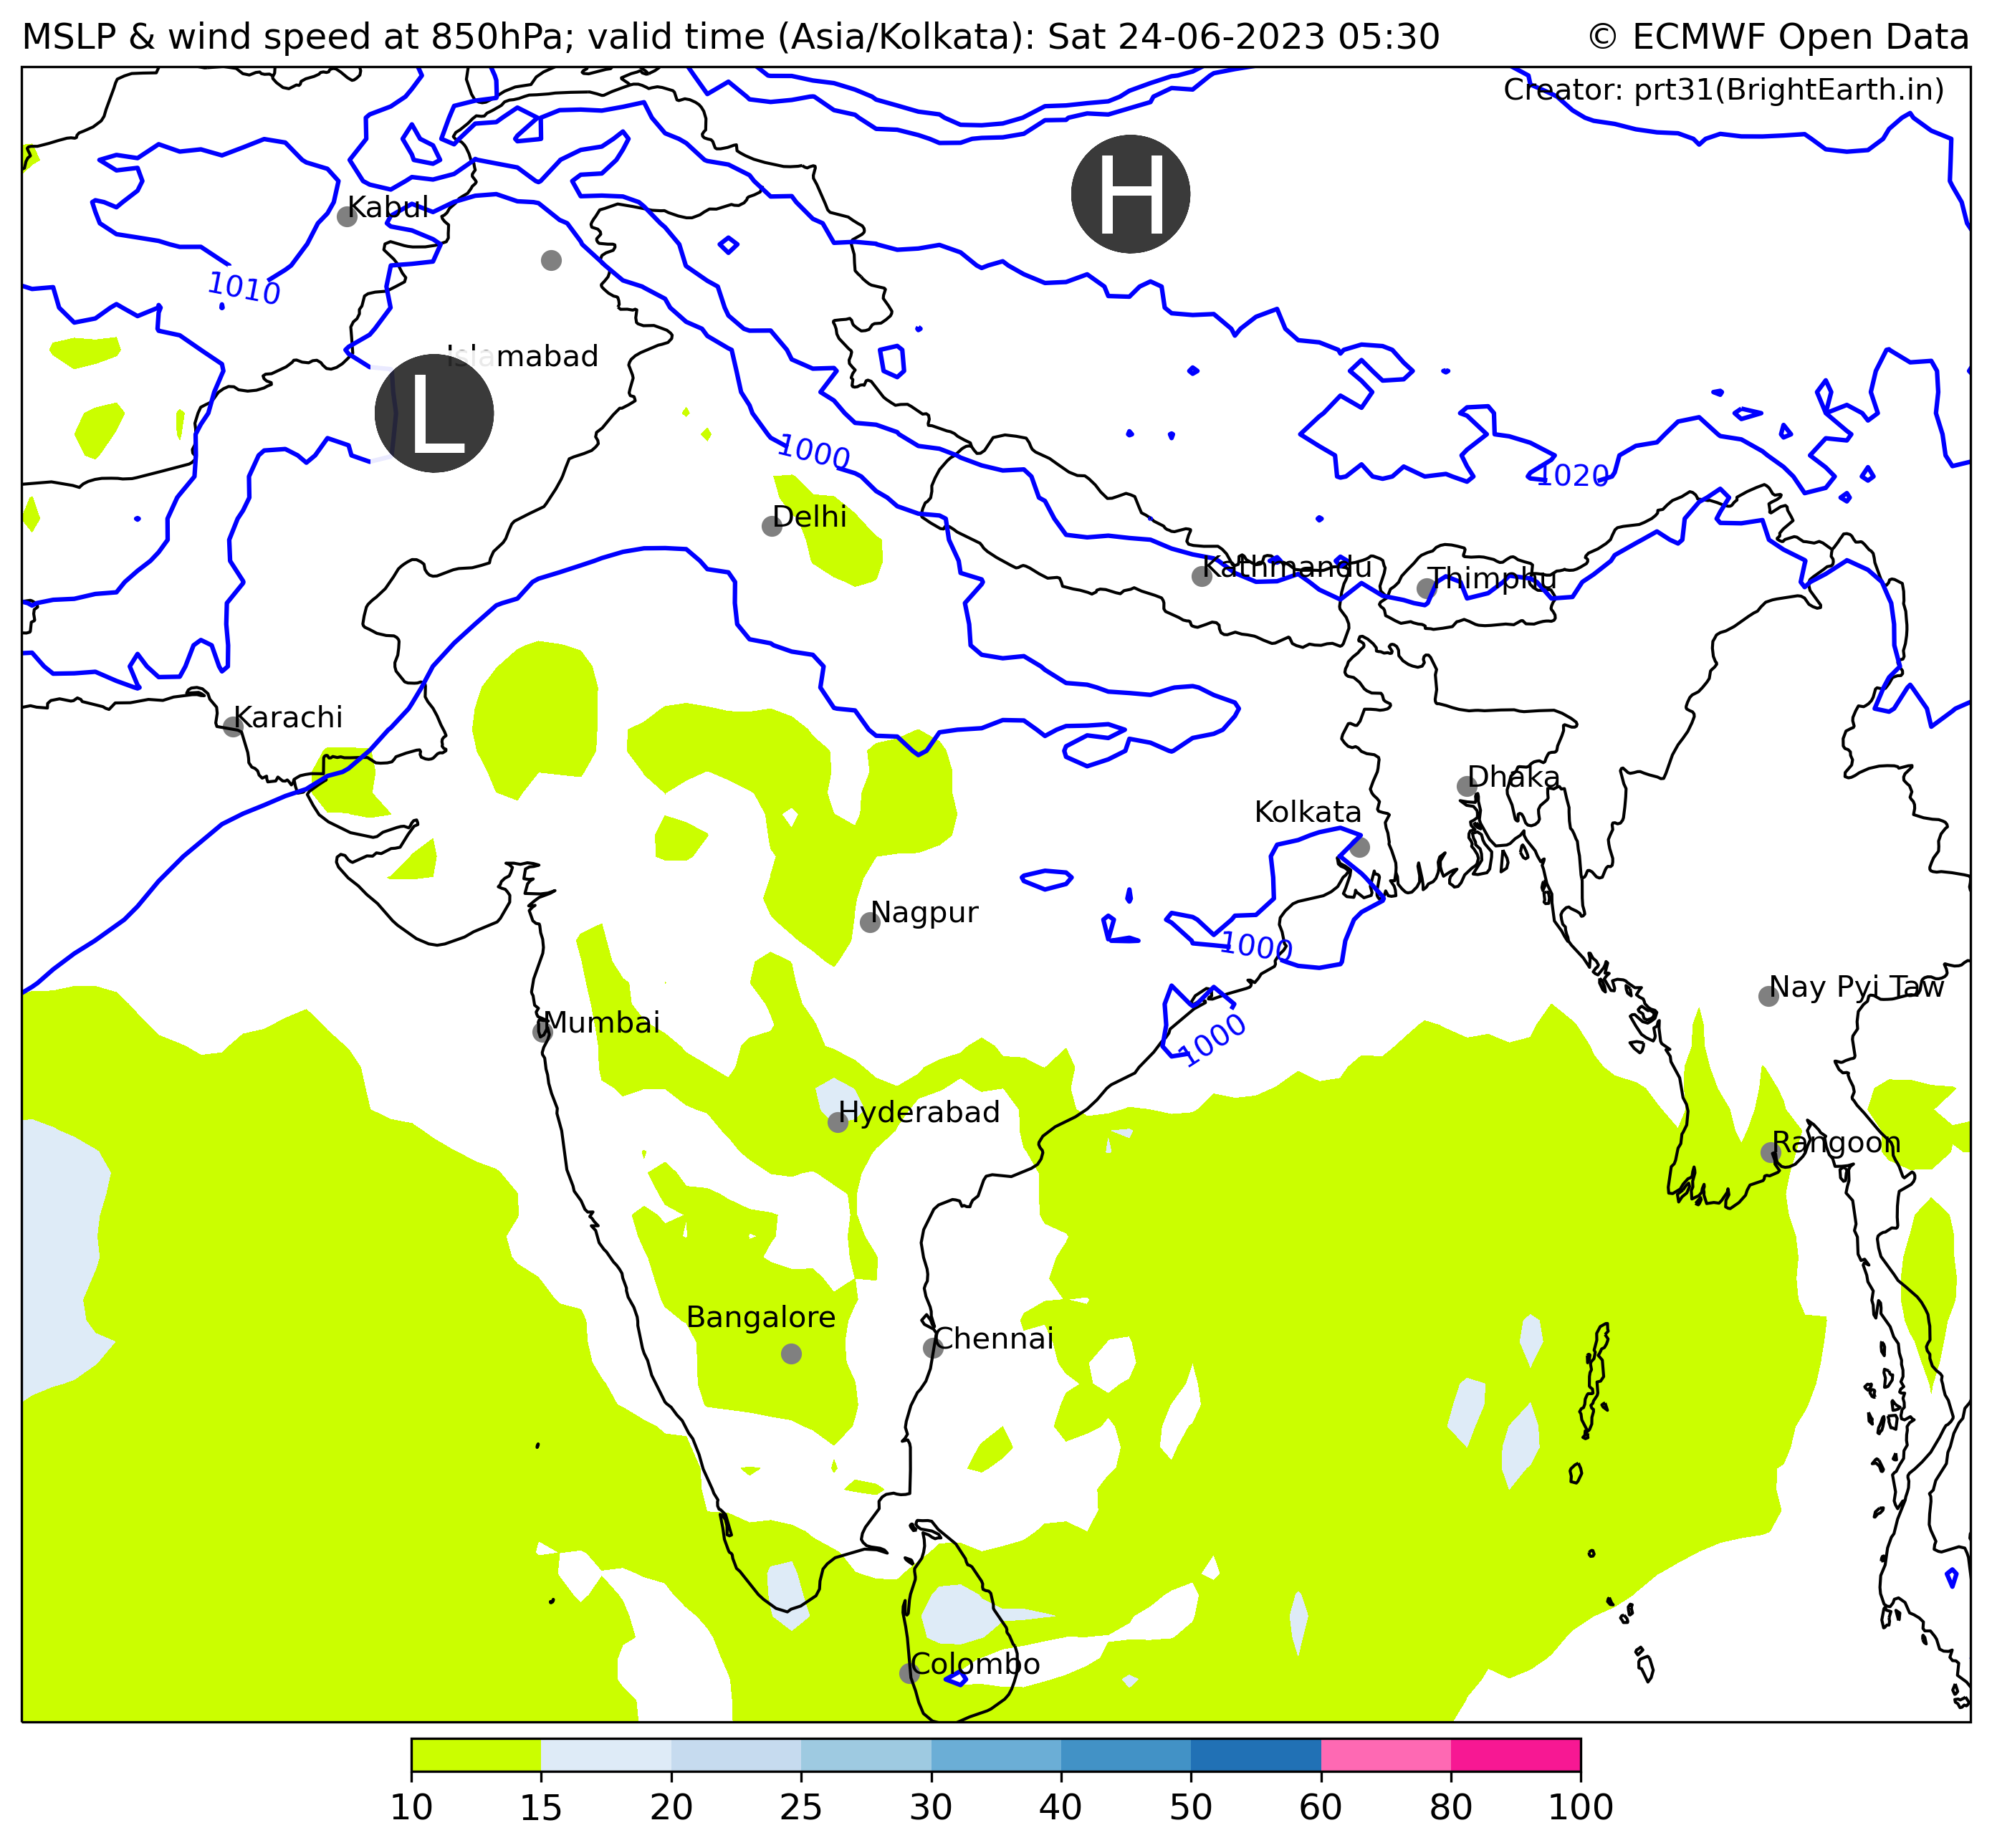 MSLP & wind speed at 850hPa; valid time (Asia/Kolkata): Sat 24-06-2023 05:30
© ECMWF Open Data
Creator: prt31(BrightEarth.in)
H
Kabul
1010
Islamabad
L
1000
1020
Delhi
Kathmandu
Thimphu
Karachi
Dhaka
Kolkata
Nagpur
1000
Nay Pyi Taw
Mumbai
1000
Hyderabad
Rangoon
Bangalore
Chennai
Colombo
10 15 20 25 30 40 50 60 80 100